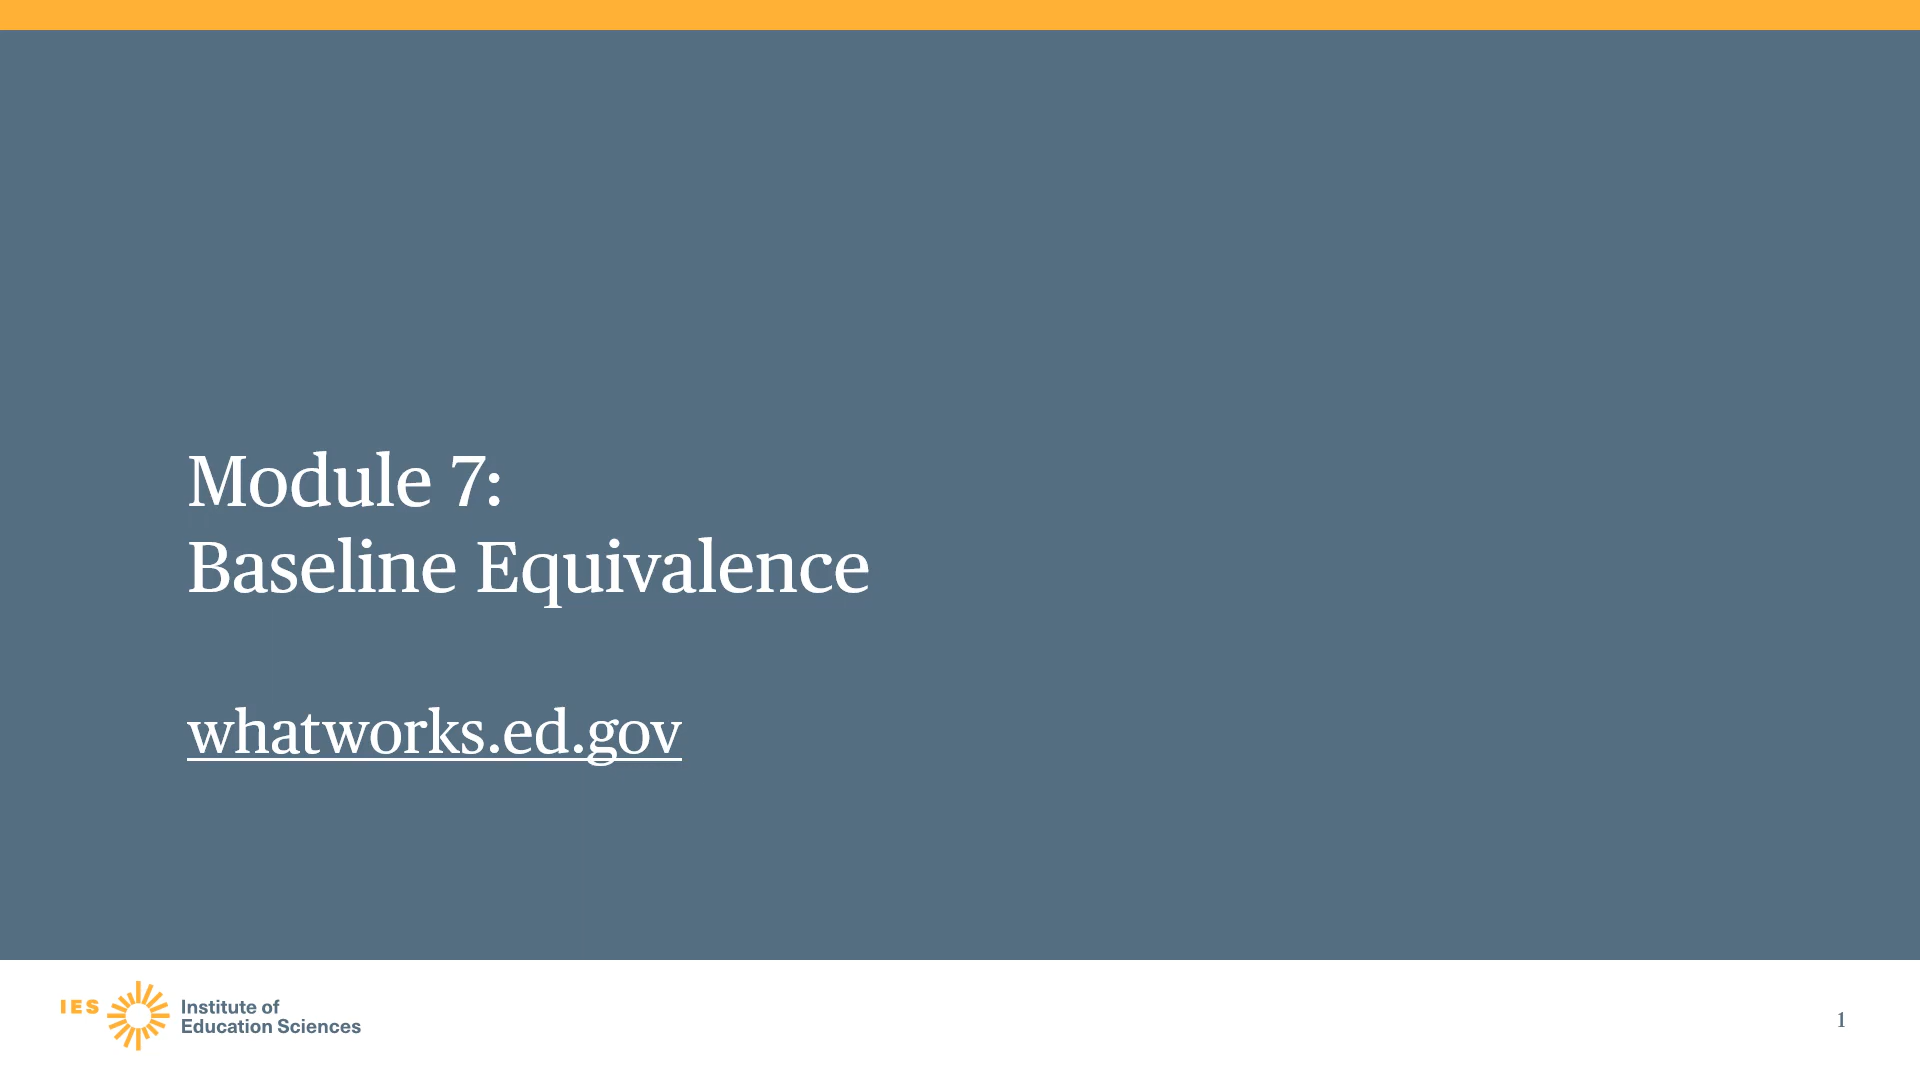 Module 7:
Baseline Equivalence
whatworks.ed.gov
IES
Institute of
Education Sciences
1